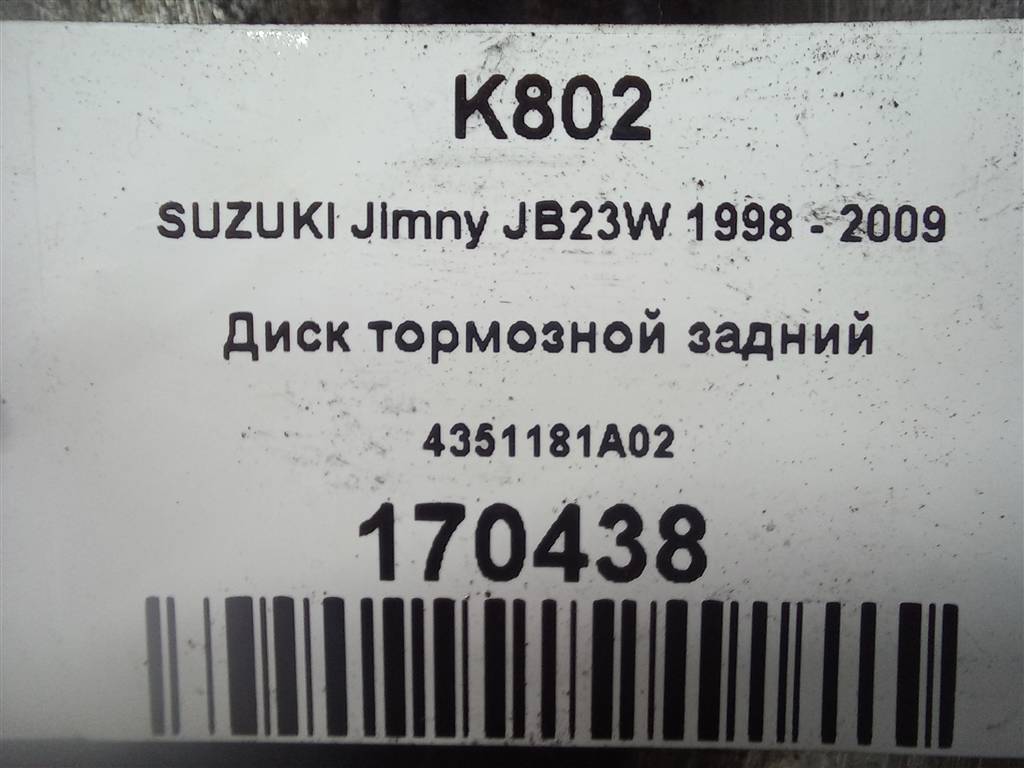 K802
SUZUKI Jimny JB23W 1998 - 2009
Диск тормозной задний
4351181A02
170438